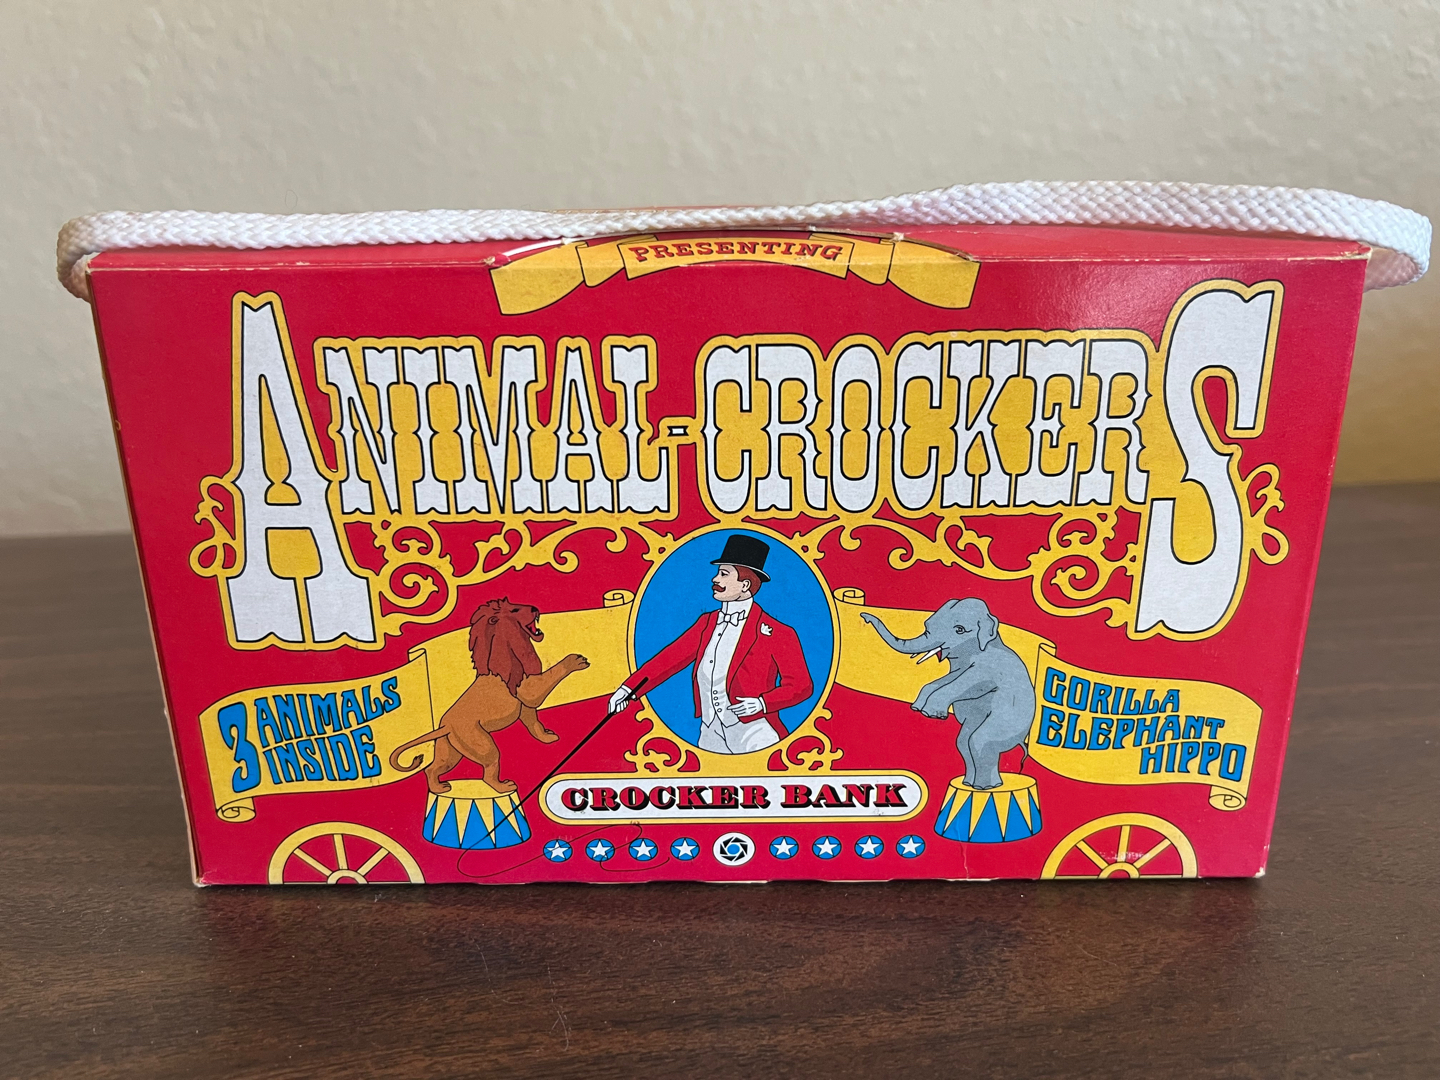 PRESENTING
ANIMAL-CROCKERS
3 ANIMALS
INSIDE
GORILLA
ELEPHANT
HIPPO
CROCKER BANK